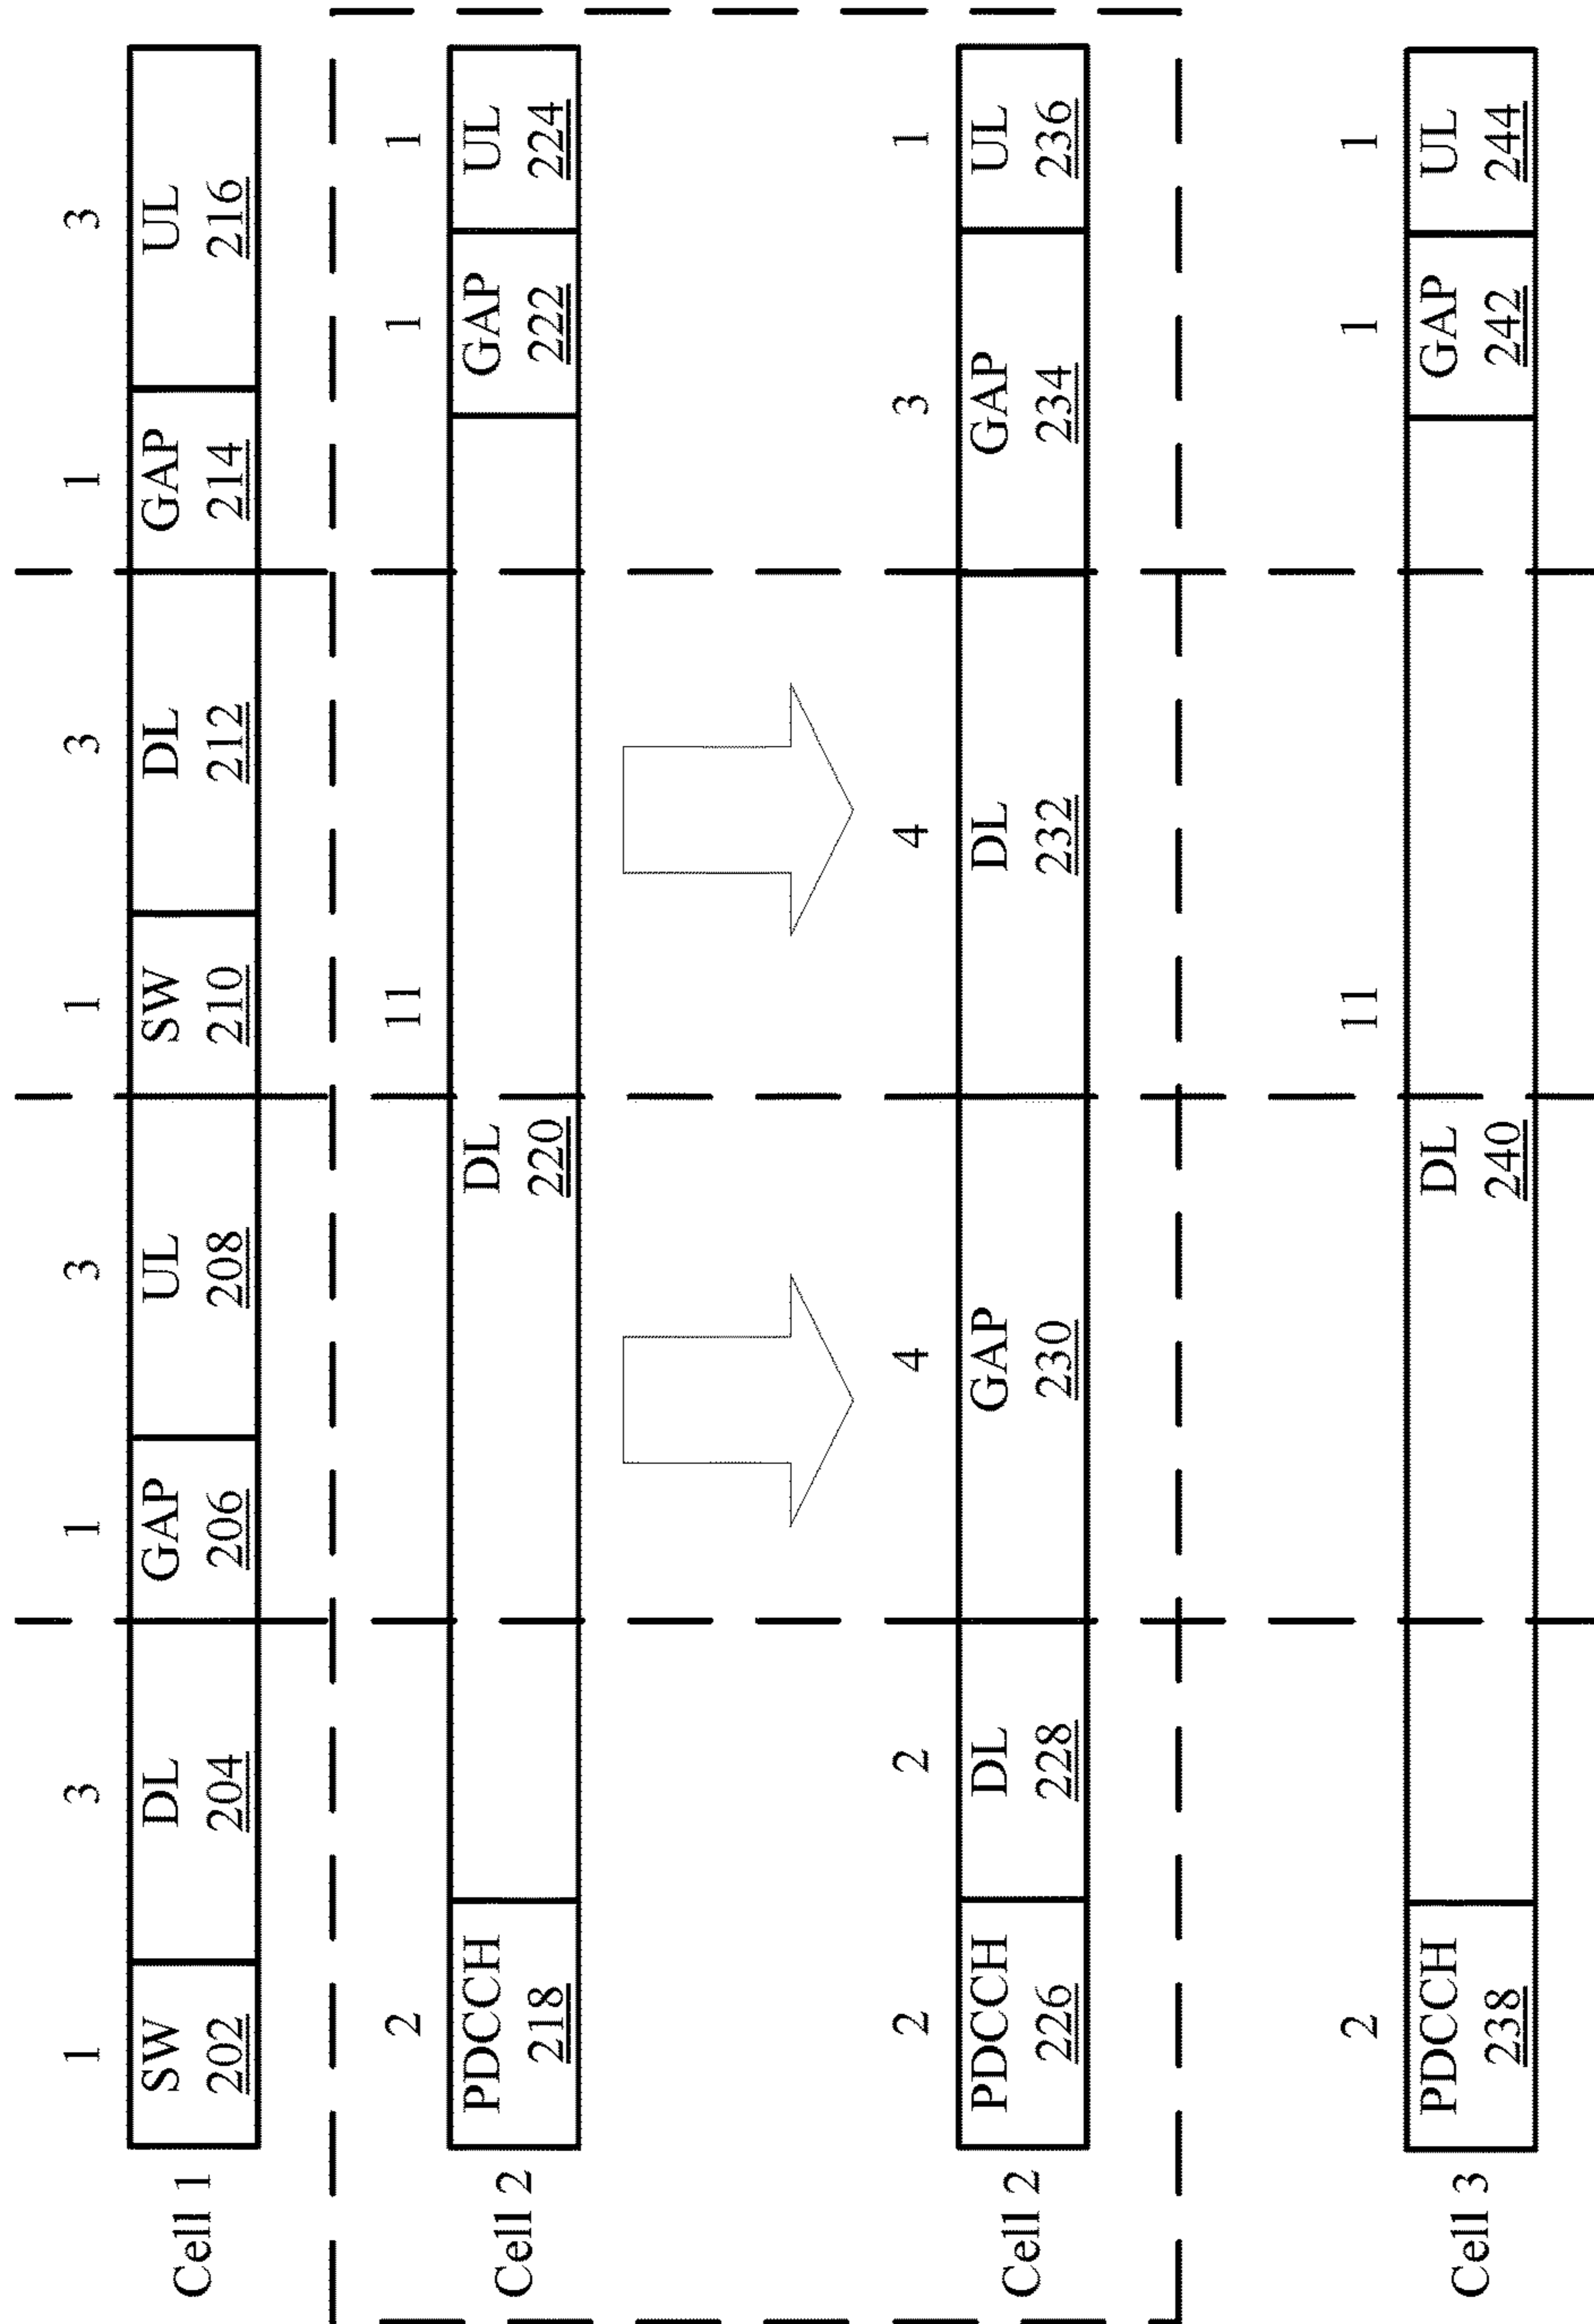 1 3 1 3 1 3 1 3
Cell 1
SW DL GAP UL SW DL GAP UL
202 204 206 208 210 212 214 216
2 11 1 1
Cell 2
PDCCH DL GAP UL
218 220 222 224
2 2 4 4 3 1
Cell 2
PDCCH DL GAP DL GAP UL
226 228 230 232 234 236
2 11 1 1
Cell 3
PDCCH DL GAP UL
238 240 242 244